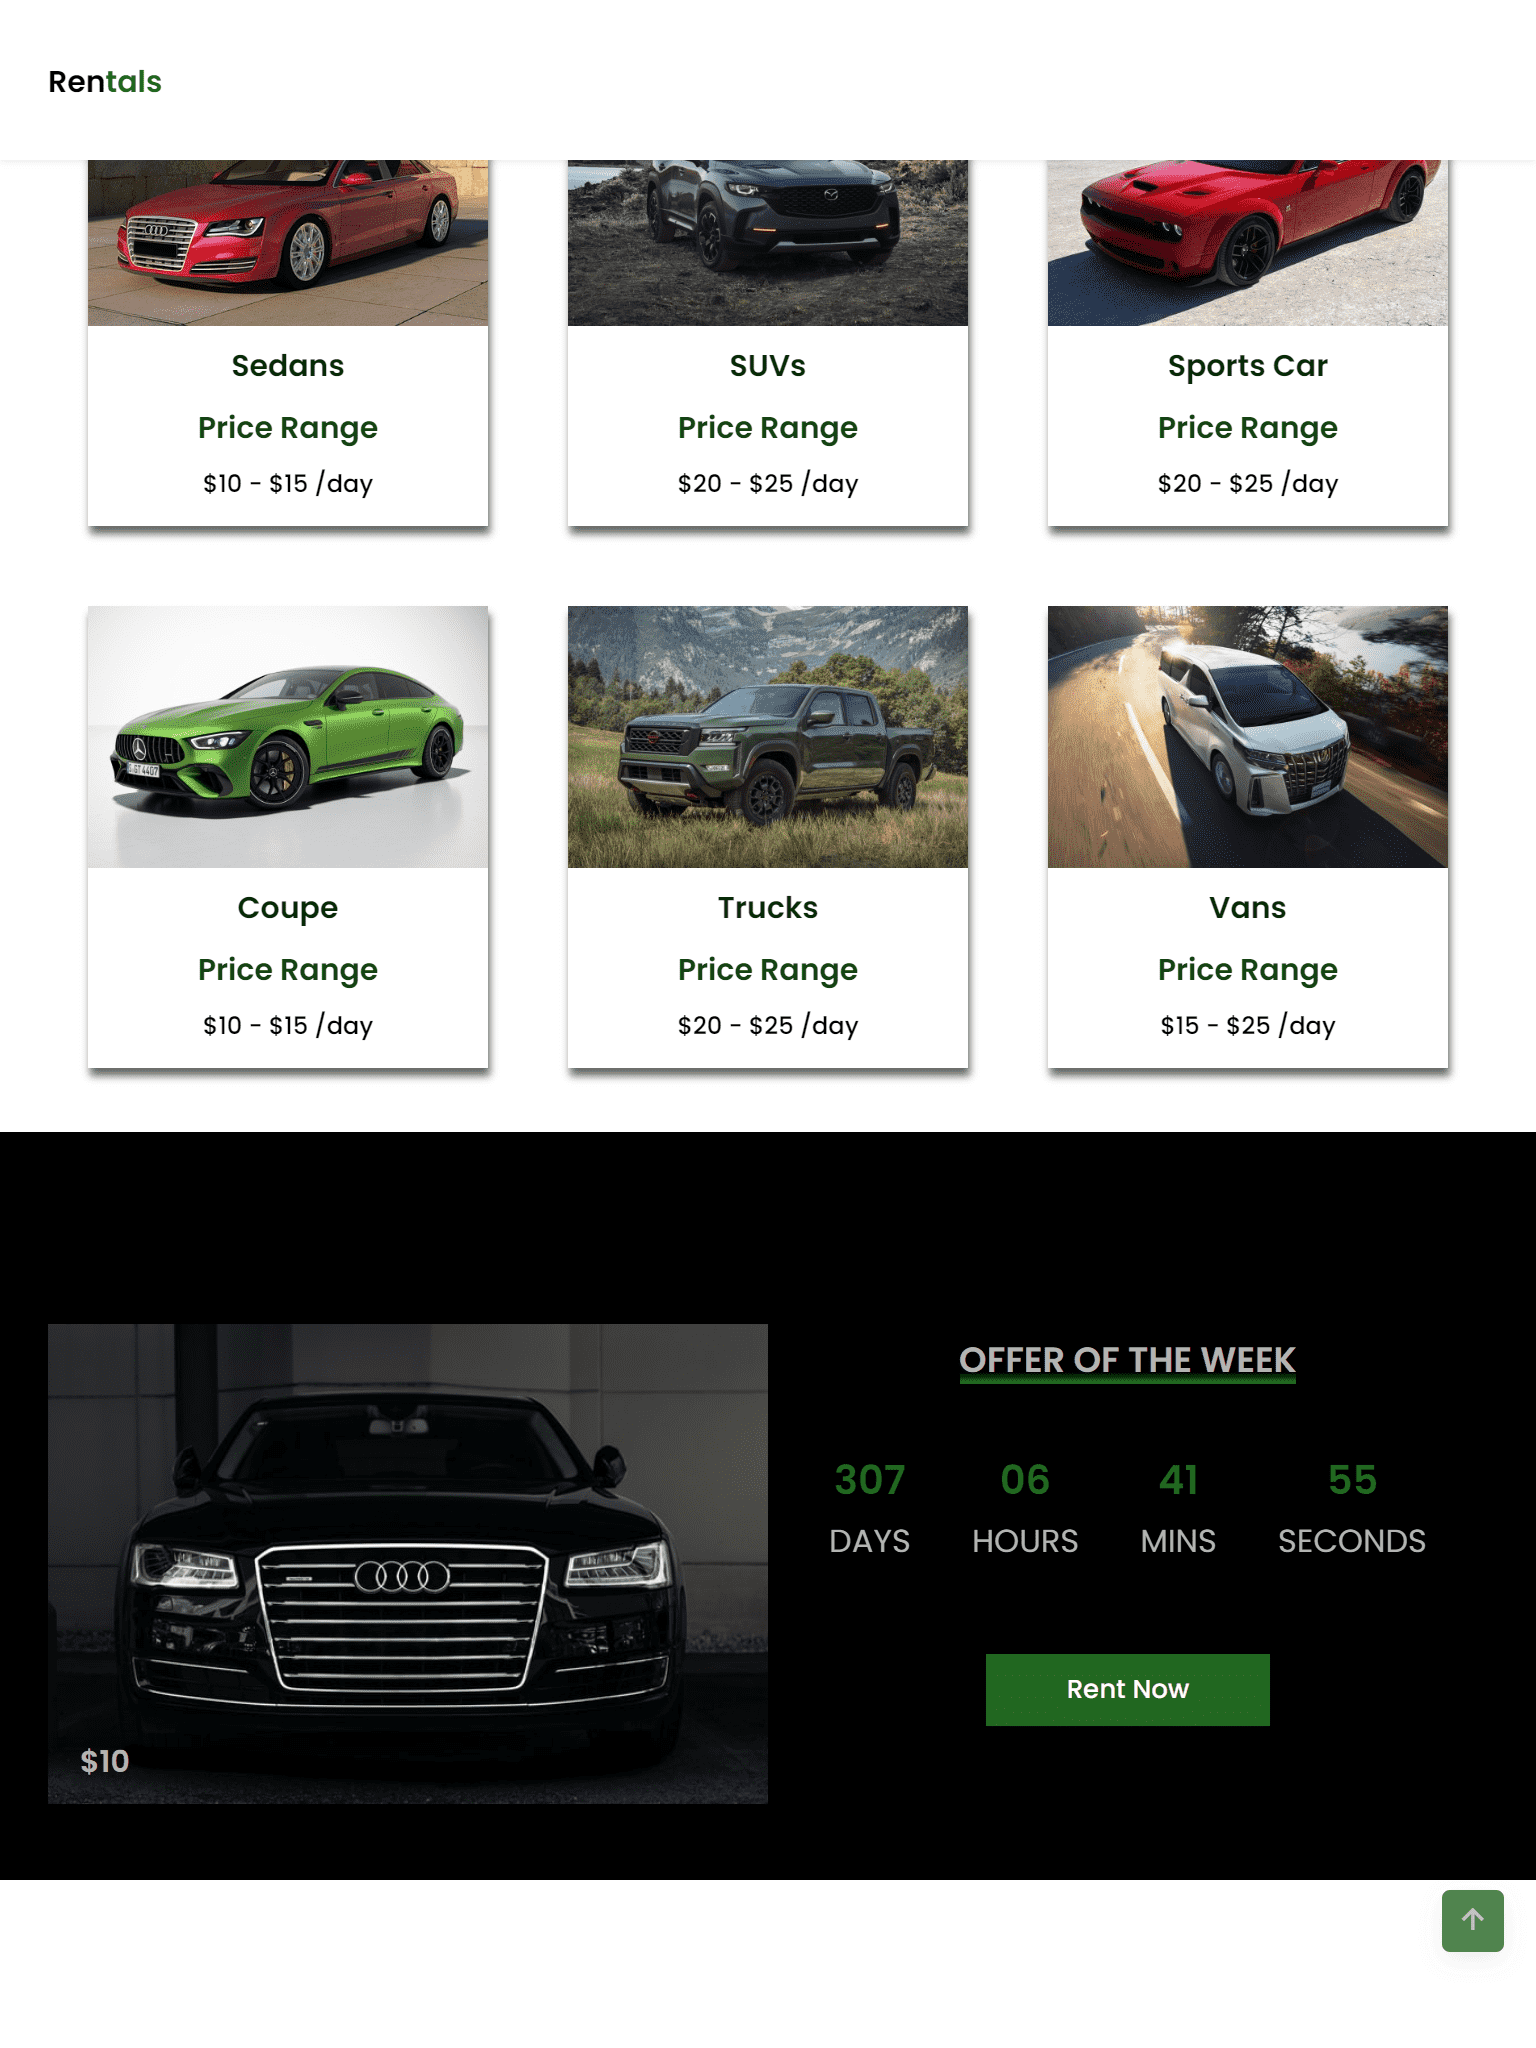 Rentals
Sedans
Price Range
$10 - $15 /day
SUVs
Price Range
$20 - $25 /day
Sports Car
Price Range
$20 - $25 /day
GT 4407
Coupe
Price Range
$10 - $15 /day
Trucks
Price Range
$20 - $25 /day
Vans
Price Range
$15 - $25 /day
$10
OFFER OF THE WEEK
307 06 41 55
DAYS HOURS MINS SECONDS
Rent Now